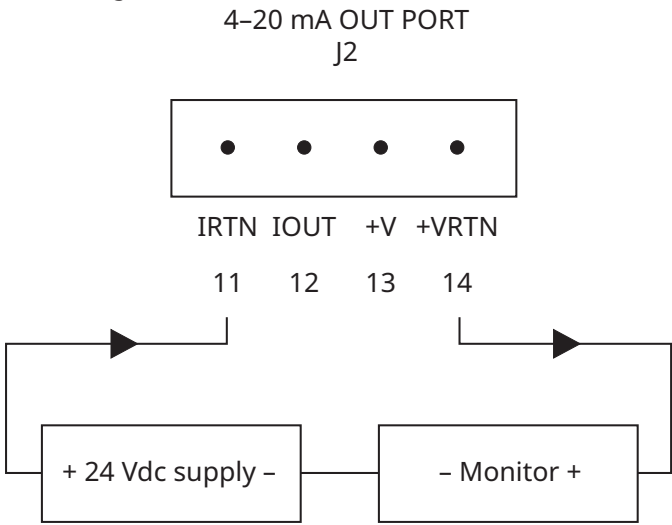 4–20 mA OUT PORT
J2
IRTN IOUT +V +VRTN
11 12 13 14
+ 24 Vdc supply – – Monitor +